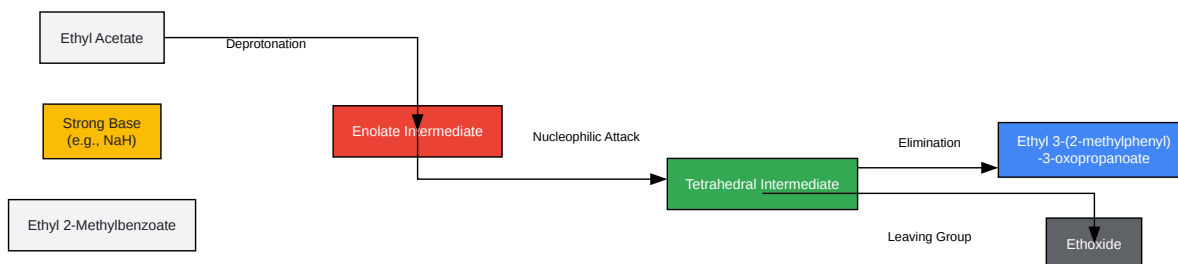 Ethyl Acetate
Deprotonation
Strong Base
(e.g., NaH)
Enolate Intermediate
Nucleophilic Attack
Elimination
Ethyl 3-(2-methylphenyl)
-3-oxopropanoate
Tetrahedral Intermediate
Ethyl 2-Methylbenzoate
Leaving Group
Ethoxide